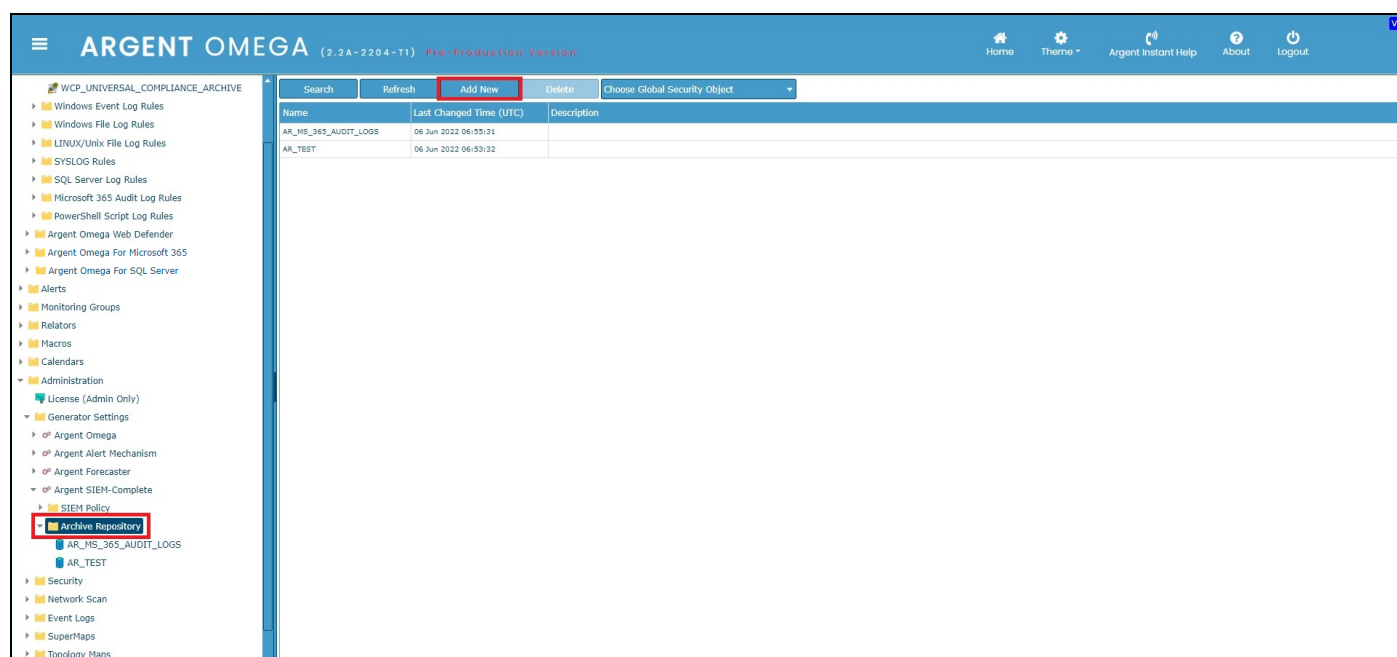 ARGENT OMEGA (2.2A-2204-T1) Pre-Production Version
Home Theme Argent Instant Help About Logout
V
WCP_UNIVERSAL_COMPLIANCE_ARCHIVE
Windows Event Log Rules
Windows File Log Rules
LINUX/Unix File Log Rules
SYSLOG Rules
SQL Server Log Rules
Microsoft 365 Audit Log Rules
PowerShell Script Log Rules
Argent Omega Web Defender
Argent Omega For Microsoft 365
Argent Omega For SQL Server
Alerts
Monitoring Groups
Relators
Macros
Calendars
Administration
License (Admin Only)
Generator Settings
Argent Omega
Argent Alert Mechanism
Argent Forecaster
Argent SIEM-Complete
SIEM Policy
Archive Repository
AR_MS_365_AUDIT_LOGS
AR_TEST
Security
Network Scan
Event Logs
SuperMaps
Topology Maps
Search Refresh Add New Delete Choose Global Security Object
Name Last Changed Time (UTC) Description
AR_MS_365_AUDIT_LOGS 06 Jun 2022 06:55:31
AR_TEST 06 Jun 2022 06:53:32